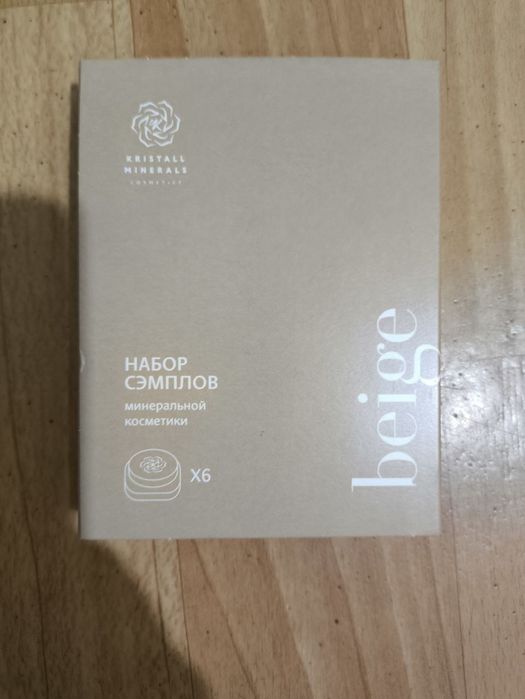 KRISTALL
MINERALS
COSMETICS
НАБОР
СЭМПЛОВ
минеральной
косметики
X6
beige